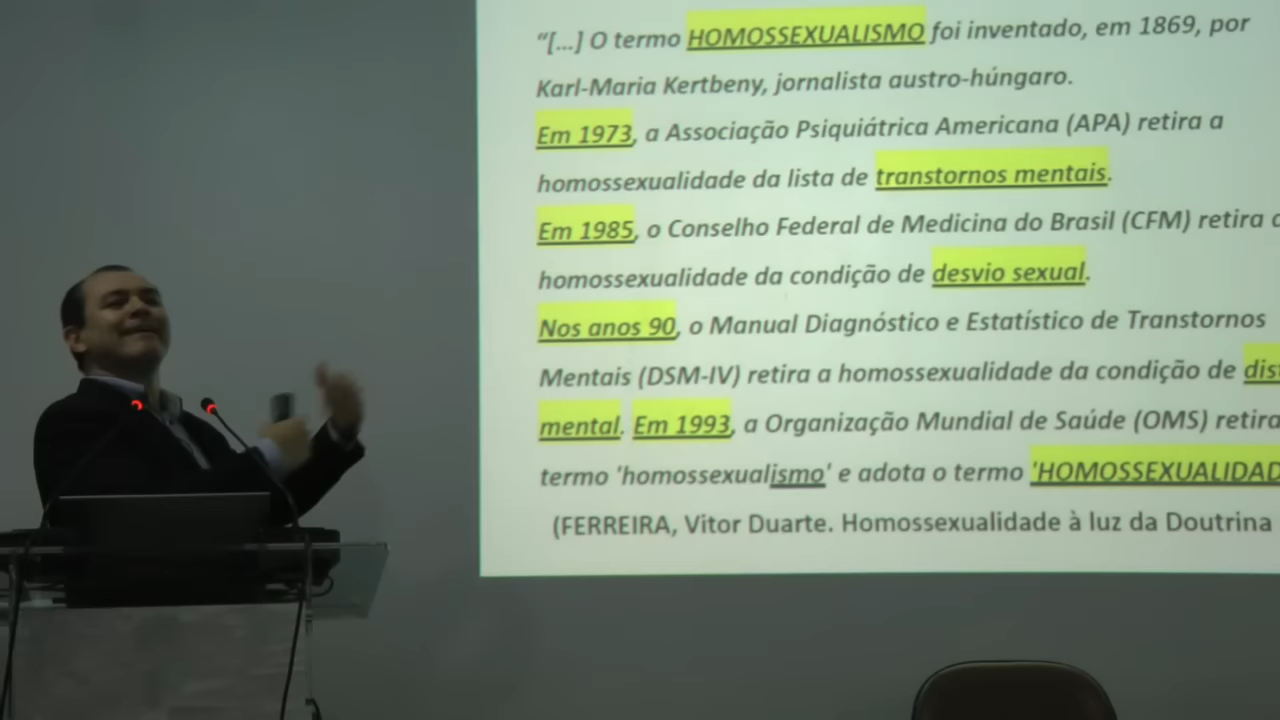 “[...] O termo HOMOSSEXUALISMO foi inventado, em 1869, por
Karl-Maria Kertbeny, jornalista austro-húngaro.
Em 1973, a Associação Psiquiátrica Americana (APA) retira a
homossexualidade da lista de transtornos mentais.
Em 1985, o Conselho Federal de Medicina do Brasil (CFM) retira
homossexualidade da condição de desvio sexual.
Nos anos 90, o Manual Diagnóstico e Estatístico de Transtornos
Mentais (DSM-IV) retira a homossexualidade da condição de
mental. Em 1993, a Organização Mundial de Saúde (OMS) retira
termo 'homossexualismo' e adota o termo 'HOMOSSEXUALIDAD
(FERREIRA, Vitor Duarte. Homossexualidade à luz da Doutrina